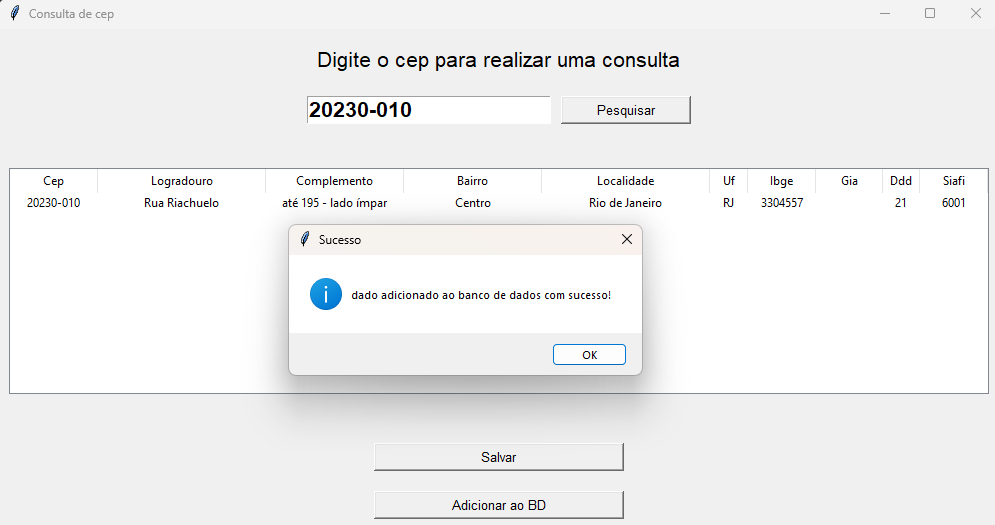 Consulta de cep
Digite o cep para realizar uma consulta
20230-010 Pesquisar
Cep Logradouro Complemento Bairro Localidade Uf Ibge Gia Ddd Siafi
20230-010 Rua Riachuelo até 195 - lado ímpar Centro Rio de Janeiro RJ 3304557 21 6001
Sucesso
dado adicionado ao banco de dados com sucesso!
OK
Salvar
Adicionar ao BD